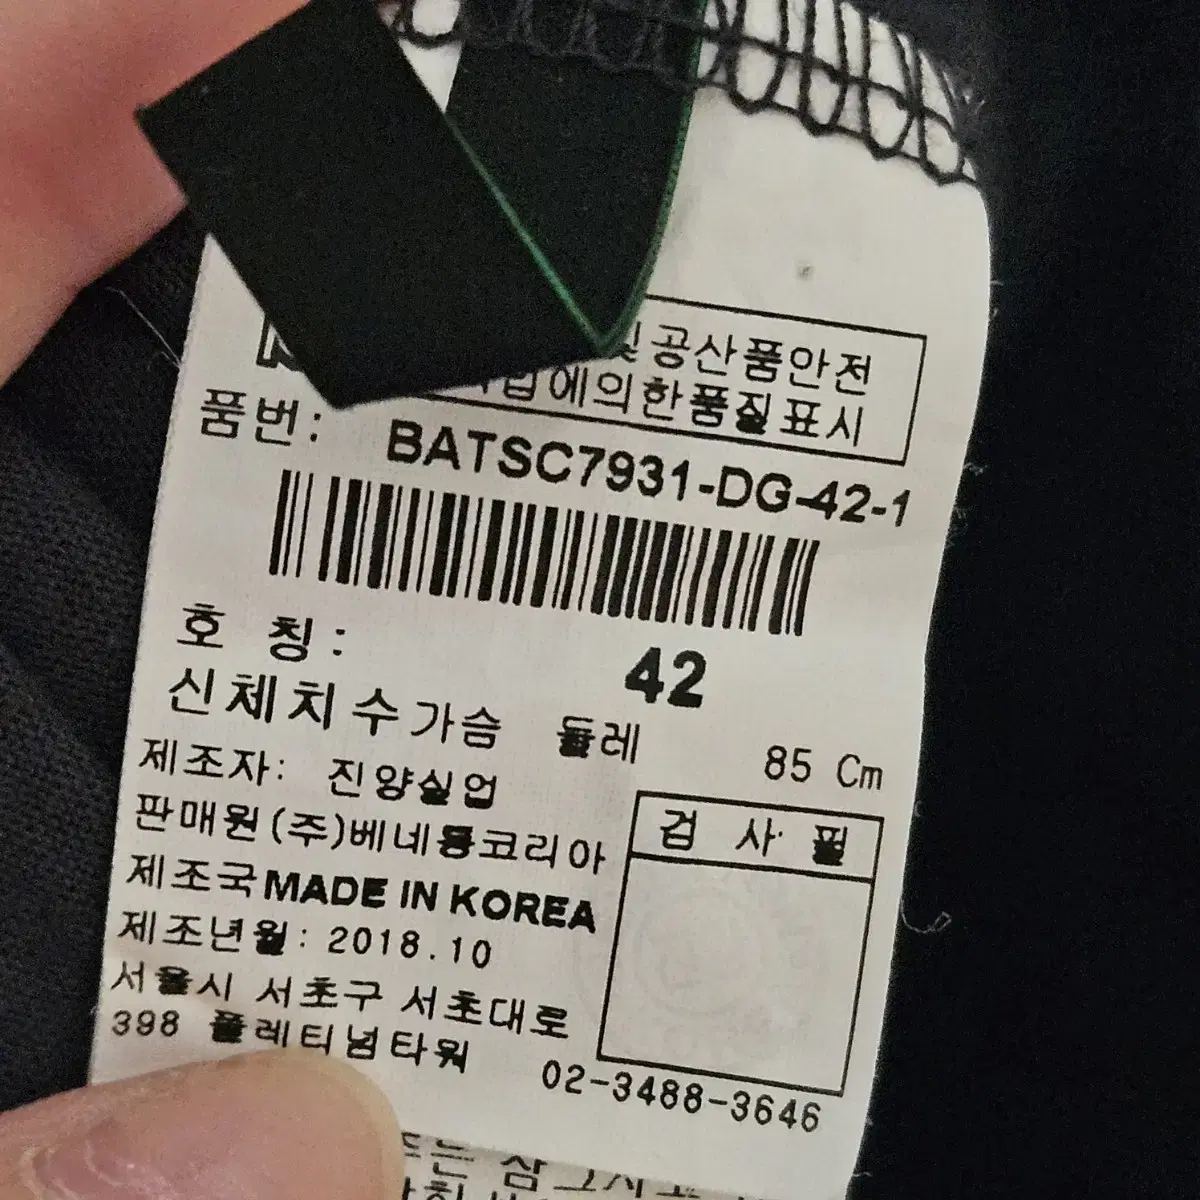 공산품안전
에의한품질표시
품번: BATSC7931-DG-42-1
호 칭: 42
신체치수가슴 둘레 85 Cm
제조자: 진양실업
판매원(주)베네통코리아
검 사 필
제조국MADE IN KOREA
제조년월: 2018.10
서울시 서초구 서초대로
398 플레티넘타워
02-3488-3646